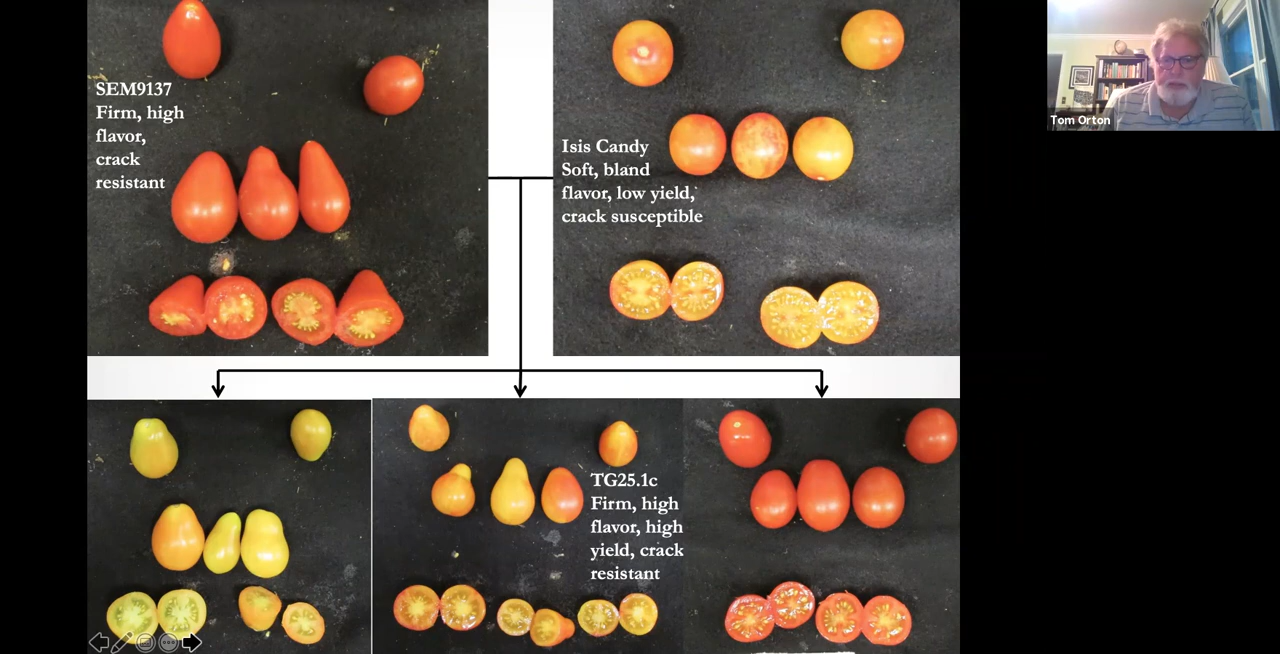 SEM9137
Firm, high
flavor,
crack
resistant
Isis Candy
Soft, bland
flavor, low yield,
crack susceptible
Tom Orton
TG25.1c
Firm, high
flavor, high
yield, crack
resistant